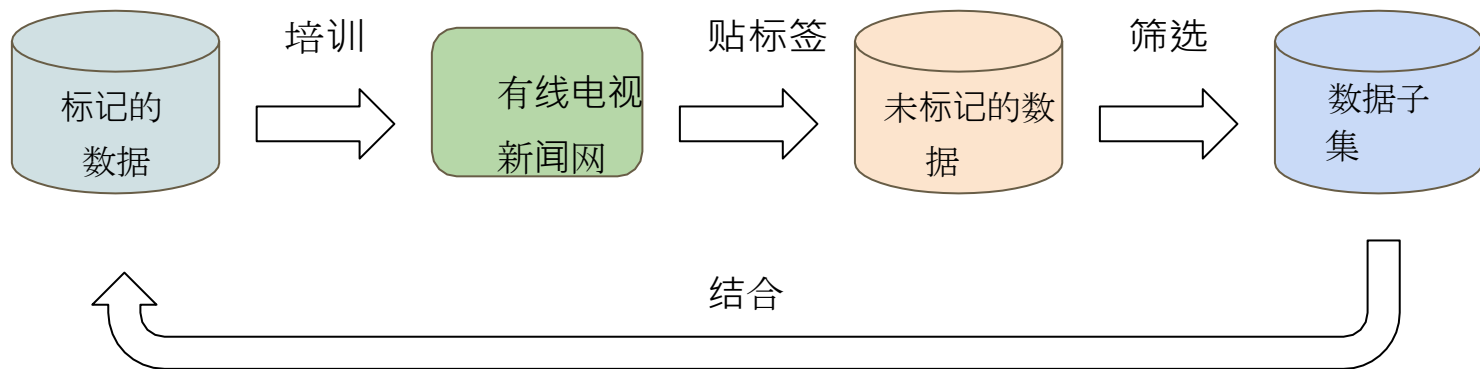 培训
贴标签
筛选
标记的
数据
有线电视
新闻网
未标记的数
据
数据子
集
结合